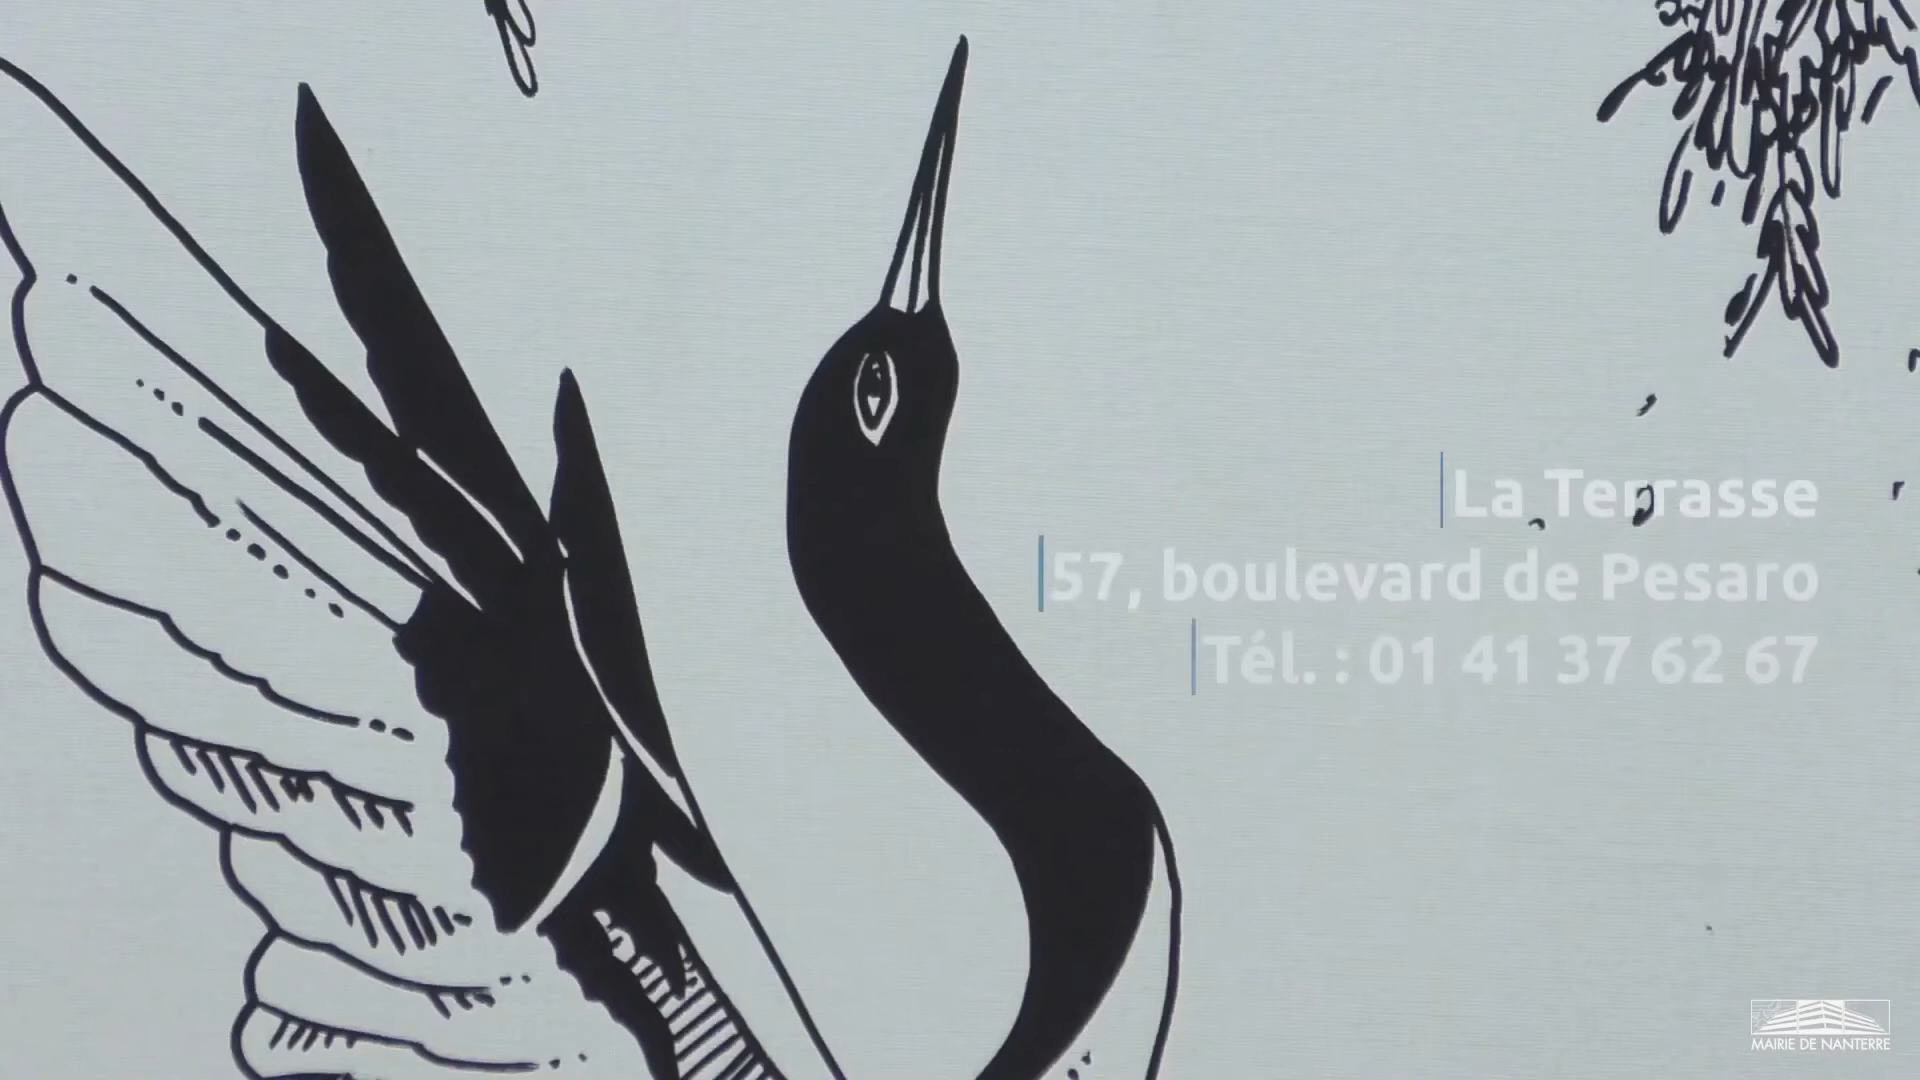 La Terrasse
57, boulevard de Pesaro
Tél. : 01 41 37 62 67
MAIRIE DE NANTERRE